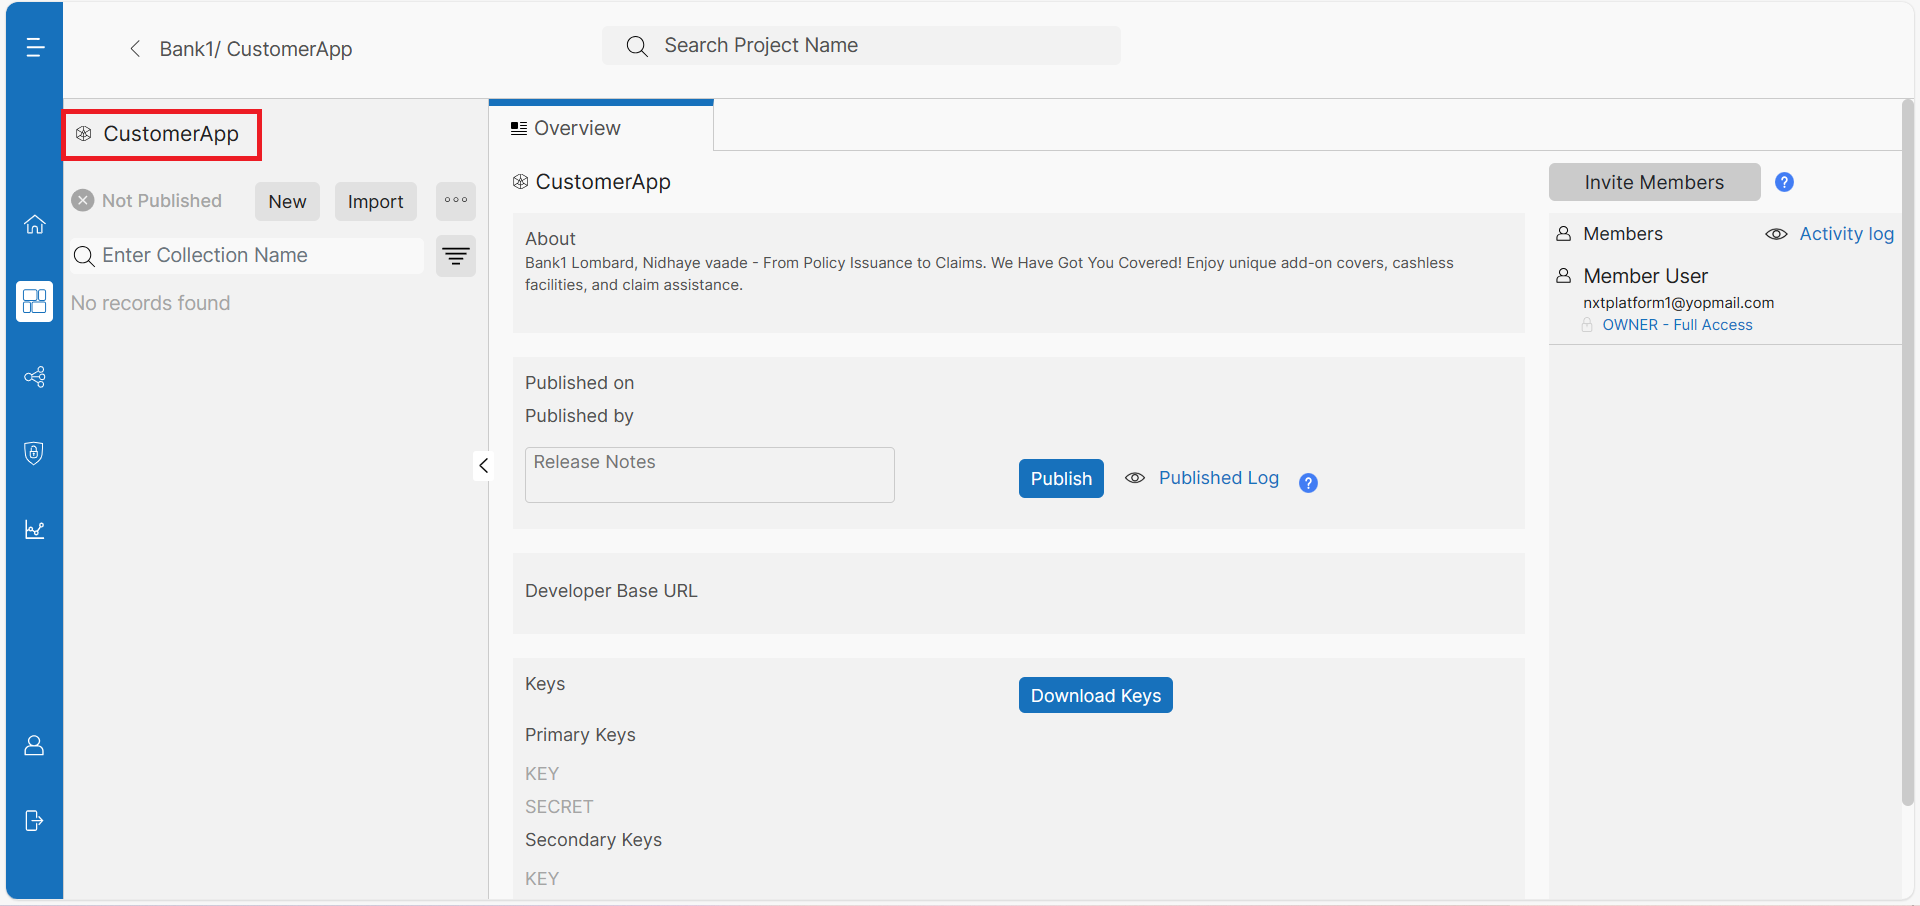 Bank1/ CustomerApp
Search Project Name
CustomerApp
Not Published
New
Import
Enter Collection Name
No records found
Overview
CustomerApp
About
Bank1 Lombard, Nidhaye vaade - From Policy Issuance to Claims. We Have Got You Covered! Enjoy unique add-on covers, cashless
facilities, and claim assistance.
Published on
Published by
Release Notes
Publish
Published Log
?
Developer Base URL
Keys
Download Keys
Primary Keys
KEY
SECRET
Secondary Keys
KEY
Invite Members
?
Members
Activity log
Member User
nxtplatform1@yopmail.com
OWNER - Full Access